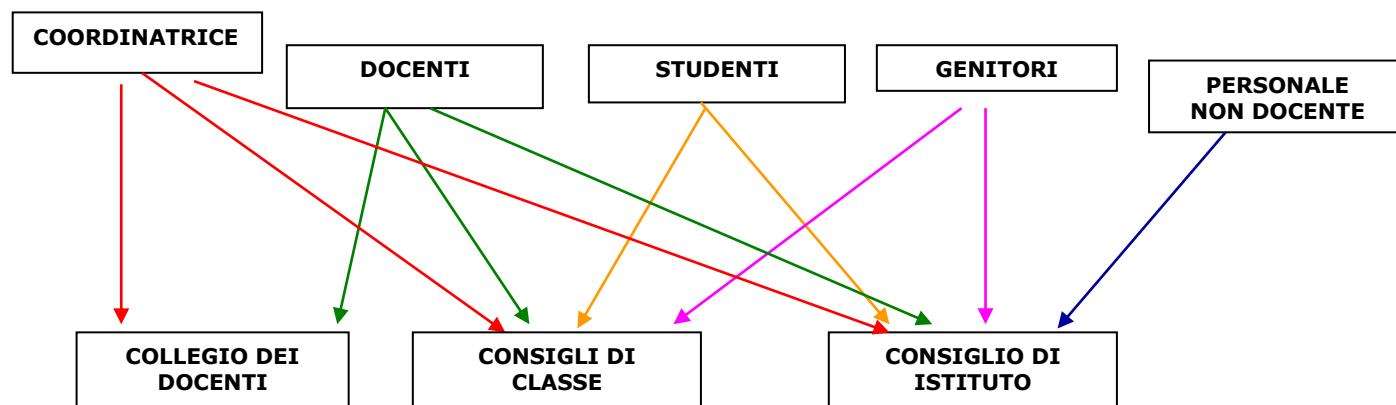 COORDINATRICE
DOCENTI
STUDENTI
GENITORI
PERSONALE
NON DOCENTE
COLLEGIO DEI
DOCENTI
CONSIGLI DI
CLASSE
CONSIGLIO DI
ISTITUTO